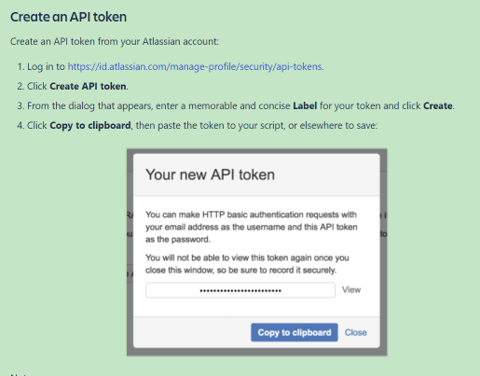 Create an API token
Create an API token from your Atlassian account:
1. Log in to https://id.atlassian.com/manage-profile/security/api-tokens.
2. Click Create API token.
3. From the dialog that appears, enter a memorable and concise Label for your token and click Create.
4. Click Copy to clipboard, then paste the token to your script, or elsewhere to save:
Your new API token
You can make HTTP basic authentication requests with
your email address as the username and this API token
as the password.
You will not be able to view this token again once you
close this window, so be sure to record it securely.
•••••••••••••••••••••••• View
Copy to clipboard Close